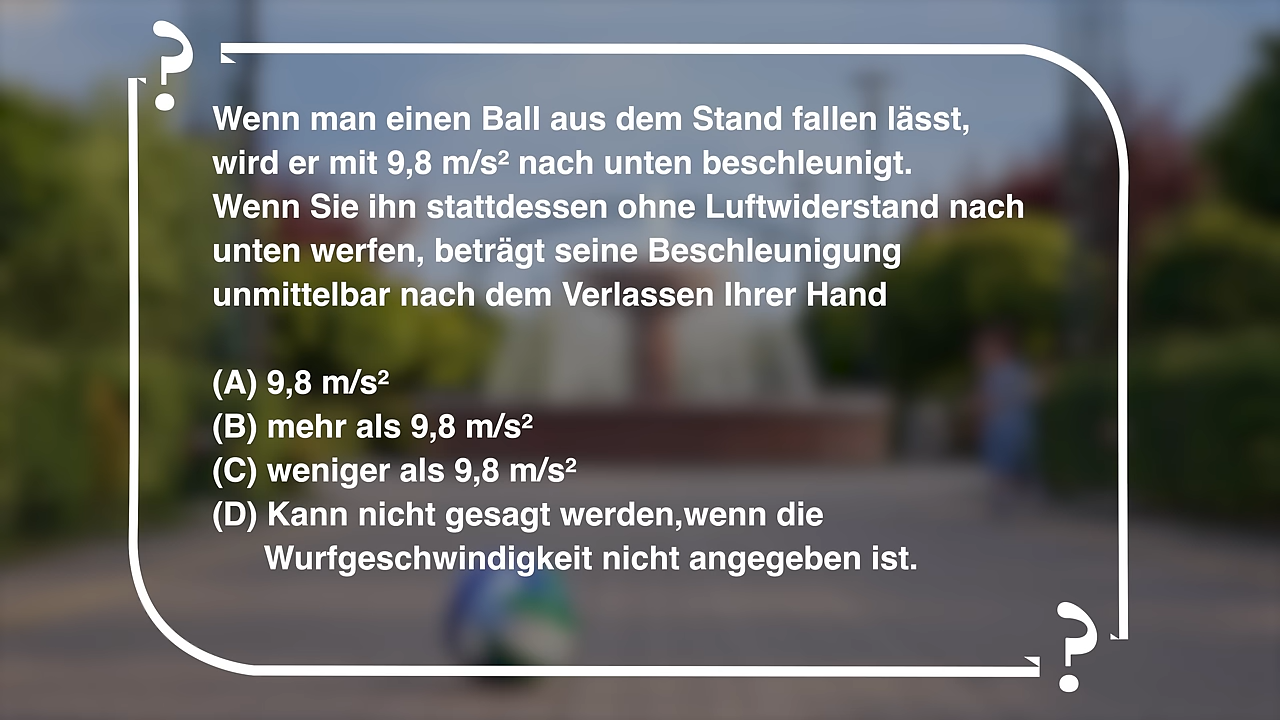 ?
Wenn man einen Ball aus dem Stand fallen lässt,
wird er mit 9,8 m/s² nach unten beschleunigt.
Wenn Sie ihn stattdessen ohne Luftwiderstand nach
unten werfen, beträgt seine Beschleunigung
unmittelbar nach dem Verlassen Ihrer Hand
(A) 9,8 m/s²
(B) mehr als 9,8 m/s²
(C) weniger als 9,8 m/s²
(D) Kann nicht gesagt werden,wenn die
Wurfgeschwindigkeit nicht angegeben ist.
?